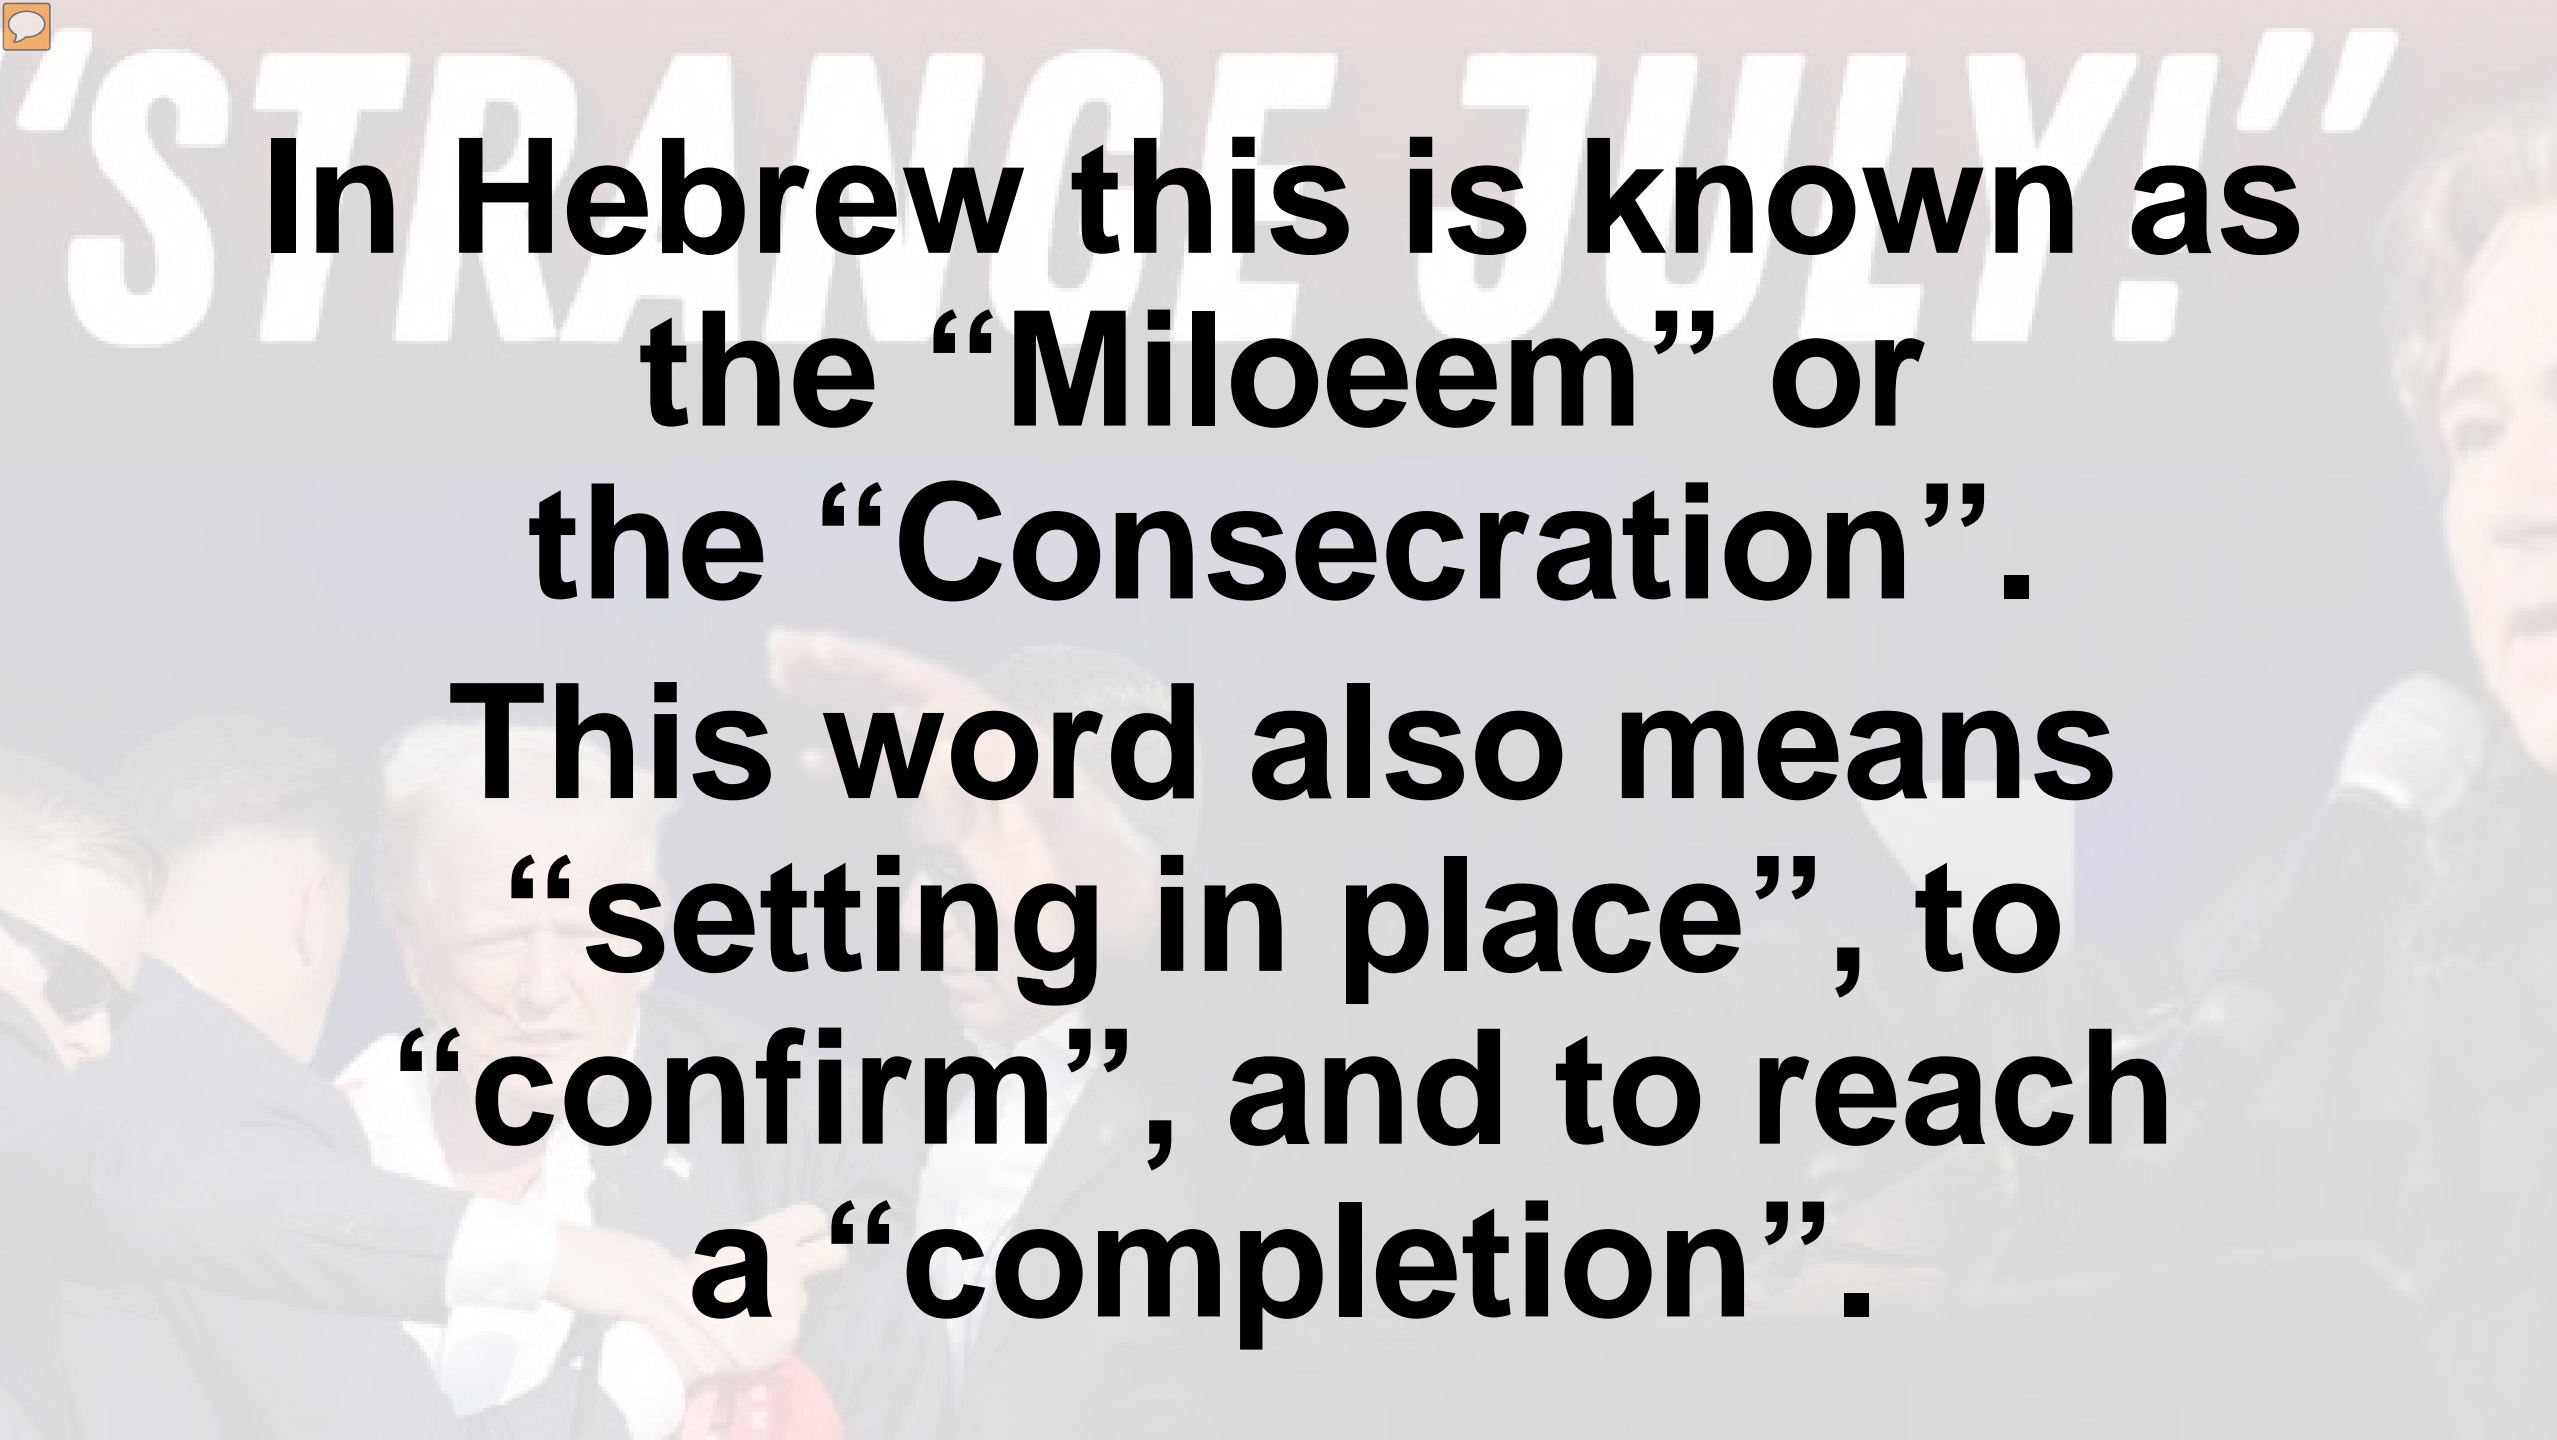 “STRANGE JULY!”
In Hebrew this is known as
the “Miloeem” or
the “Consecration”.
This word also means
“setting in place”, to
“confirm”, and to reach
a “completion”.